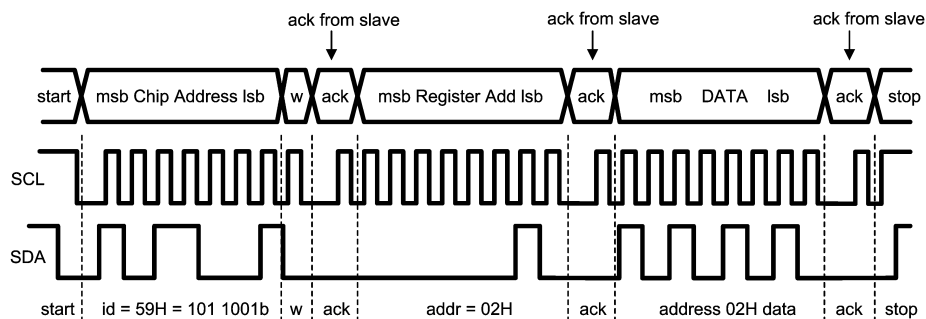 ack from slave ack from slave ack from slave
start msb Chip Address lsb w ack msb Register Add lsb ack msb DATA lsb ack stop
SCL
SDA
start id = 59H = 101 1001b w ack addr = 02H ack address 02H data ack stop